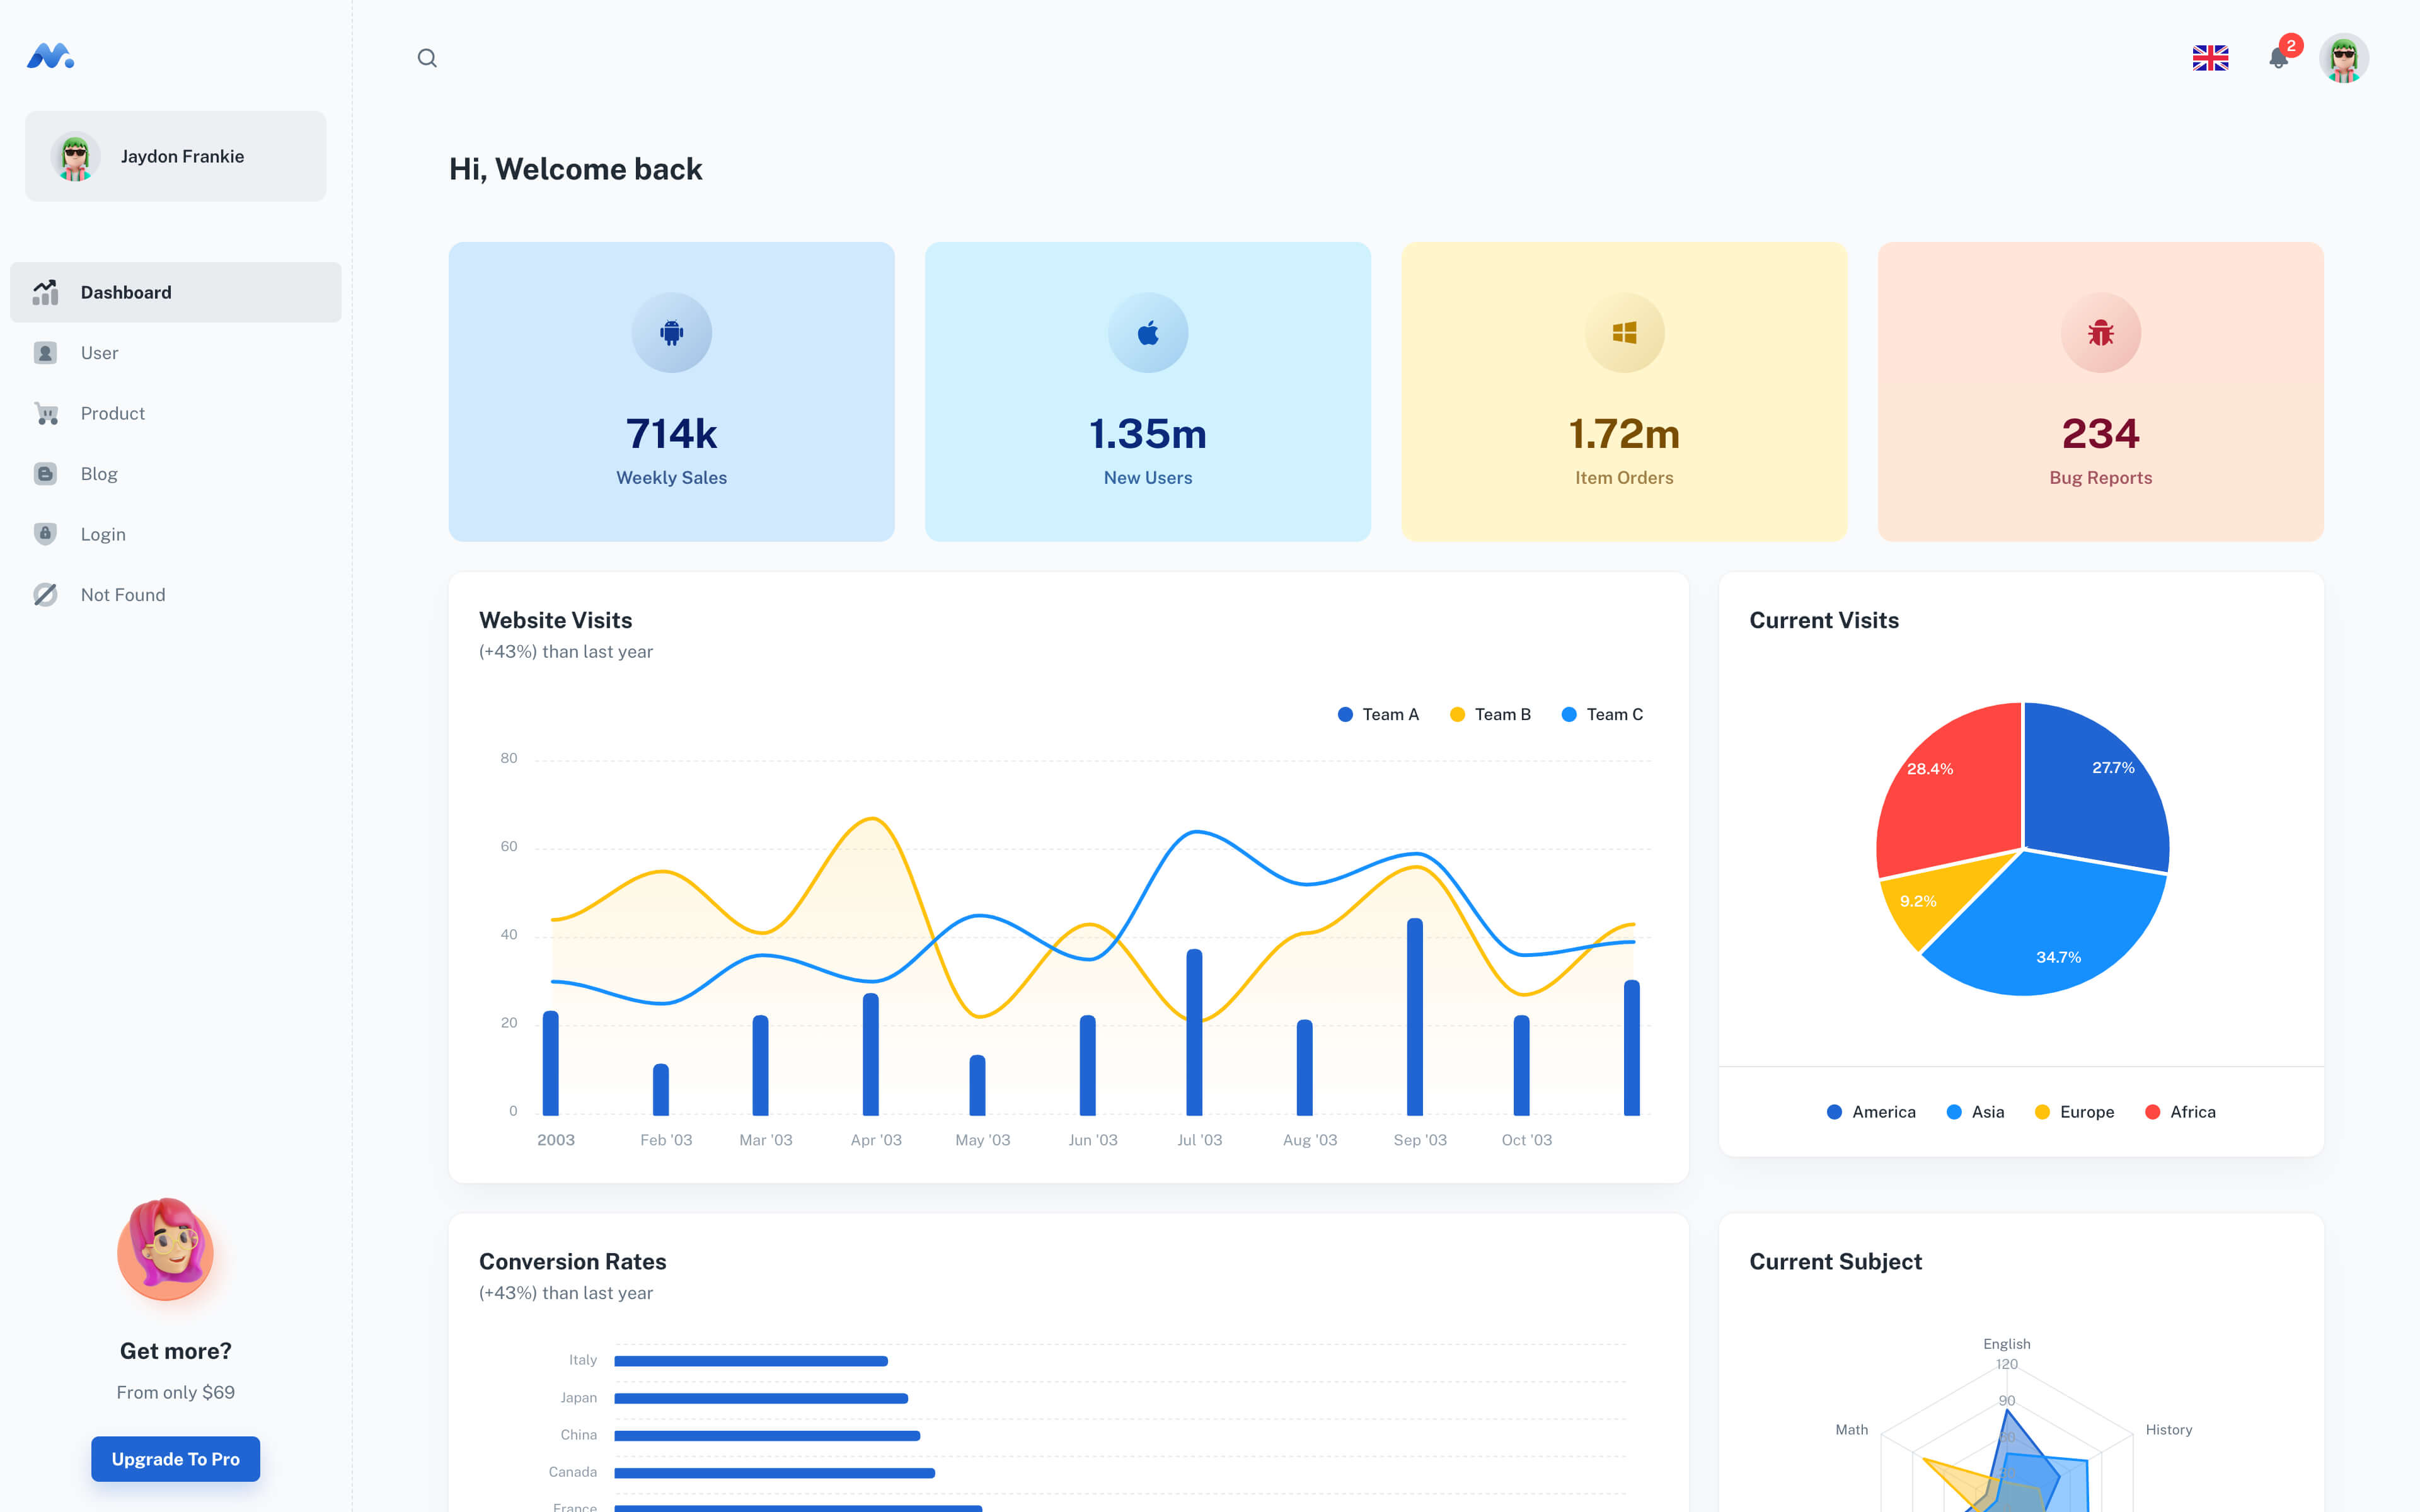 Jaydon Frankie
Dashboard
User
Product
Blog
Login
Not Found
Get more?
From only $69
Upgrade To Pro
2
Hi, Welcome back
714k
Weekly Sales
1.35m
New Users
1.72m
Item Orders
234
Bug Reports
Website Visits
(+43%) than last year
Team A
Team B
Team C
80
60
40
20
0
2003
Feb '03
Mar '03
Apr '03
May '03
Jun '03
Jul '03
Aug '03
Sep '03
Oct '03
Current Visits
28.4%
27.7%
9.2%
34.7%
America
Asia
Europe
Africa
Conversion Rates
(+43%) than last year
Italy
Japan
China
Canada
France
Current Subject
English
120
90
Math
History